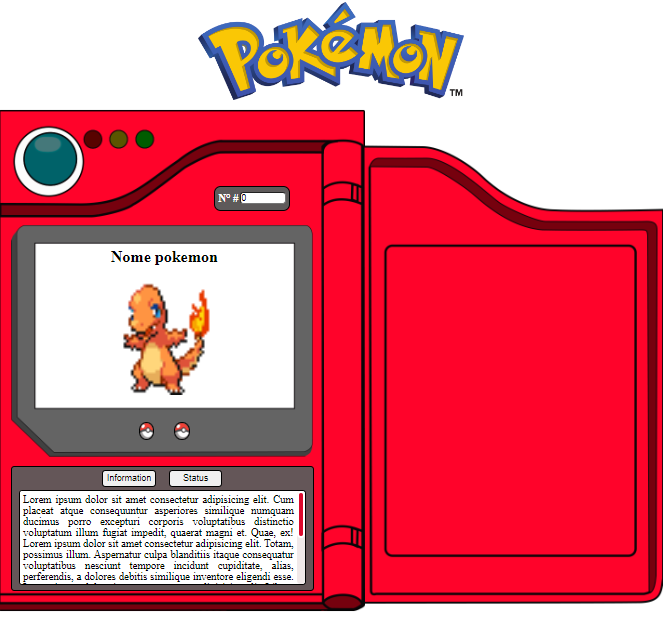 POKéMON
TM
N° # 0
Nome pokemon
Information
Status
Lorem ipsum dolor sit amet consectetur adipisicing elit. Cum
placeat atque consequuntur asperiores similique numquam
ducimus porro excepturi corporis voluptatibus distinctio
voluptatum illum fugiat impedit, quaerat magni et. Quae, ex!
Lorem ipsum dolor sit amet consectetur adipisicing elit. Totam,
possimus illum. Aspernatur culpa blanditiis itaque consequatur
voluptatibus nesciunt tempore incidunt cupiditate, alias,
perferendis, a dolores debitis similique inventore eligendi esse.